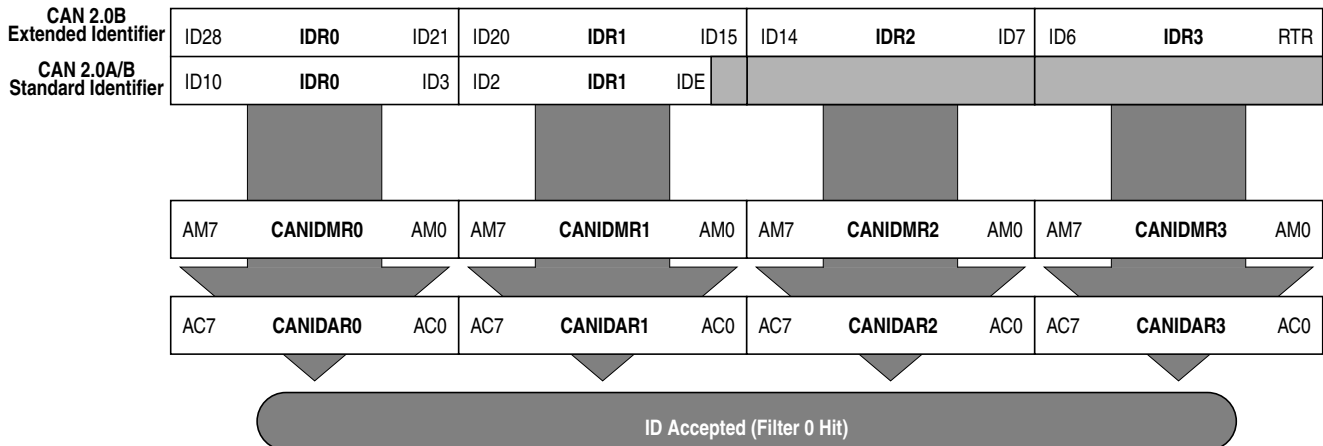 CAN 2.0B
Extended Identifier
ID28 IDR0 ID21 ID20 IDR1 ID15 ID14 IDR2 ID7 ID6 IDR3 RTR
CAN 2.0A/B
Standard Identifier
ID10 IDR0 ID3 ID2 IDR1 IDE
AM7 CANIDMR0 AM0 AM7 CANIDMR1 AM0 AM7 CANIDMR2 AM0 AM7 CANIDMR3 AM0
AC7 CANIDAR0 AC0 AC7 CANIDAR1 AC0 AC7 CANIDAR2 AC0 AC7 CANIDAR3 AC0
ID Accepted (Filter 0 Hit)